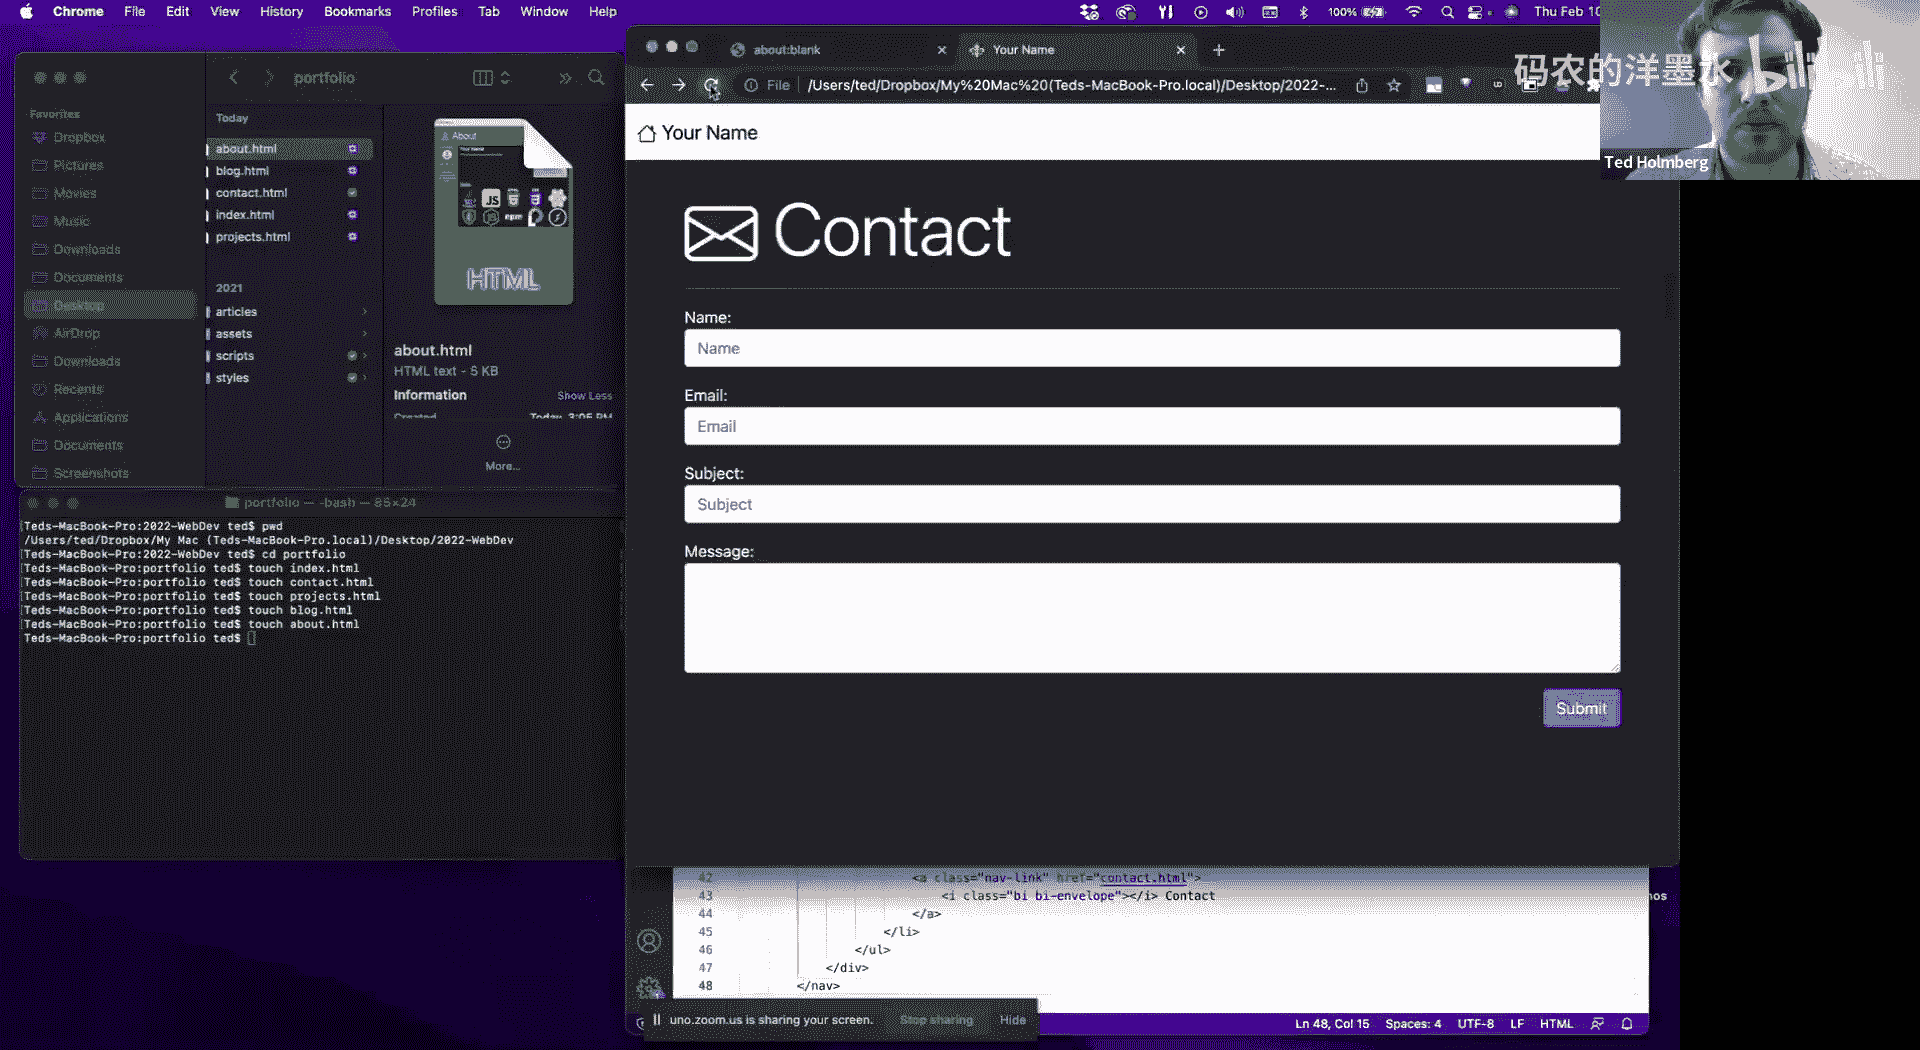 Chrome File Edit View History Bookmarks Profiles Tab Window Help
100%
Thu Feb 10
码农的洋墨水 bilibili
Ted Holmberg
portfolio
Favorites
Dropbox
Pictures
Movies
Music
Downloads
Documents
Desktop
AirDrop
Downloads
Recents
Applications
Documents
Screenshots
Today
about.html
blog.html
contact.html
index.html
projects.html
2021
articles
assets
scripts
styles
About
JS
npm
HTML
about.html
HTML text - 5 KB
Information Show Less
Created Today, 3:05 PM
More...
portfolio — -bash — 85×24
Teds-MacBook-Pro:2022-WebDev ted$ pwd
/Users/ted/Dropbox/My Mac (Teds-MacBook-Pro.local)/Desktop/2022-WebDev
Teds-MacBook-Pro:2022-WebDev ted$ cd portfolio
Teds-MacBook-Pro:portfolio ted$ touch index.html
Teds-MacBook-Pro:portfolio ted$ touch contact.html
Teds-MacBook-Pro:portfolio ted$ touch projects.html
Teds-MacBook-Pro:portfolio ted$ touch blog.html
Teds-MacBook-Pro:portfolio ted$ touch about.html
Teds-MacBook-Pro:portfolio ted$
about:blank
Your Name
File /Users/ted/Dropbox/My%20Mac%20(Teds-MacBook-Pro.local)/Desktop/2022-...
Your Name
Contact
Name:
Name
Email:
Email
Subject:
Subject
Message:
Submit
42 <a class="nav-link" href="contact.html">
43 <i class="bi bi-envelope"></i> Contact
44 </a>
45 </li>
46 </ul>
47 </div>
48 </nav>
uno.zoom.us is sharing your screen. Stop sharing Hide
Ln 48, Col 15 Spaces: 4 UTF-8 LF HTML